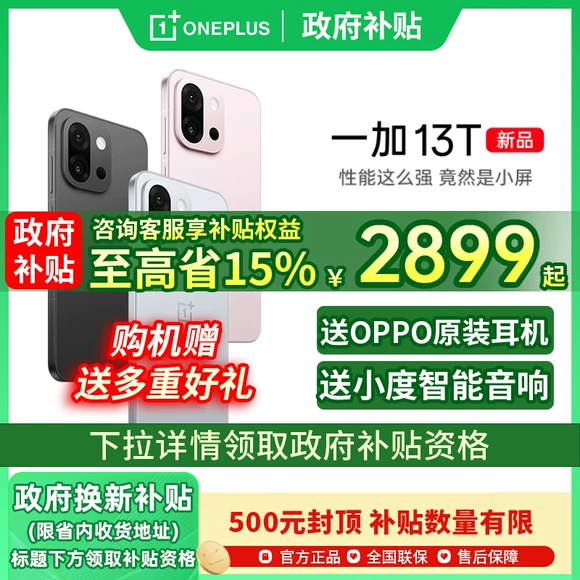 1+ ONEPLUS 政府补贴
一加 13T 新品
性能这么强 竟然是小屏
政府
补贴
咨询客服享补贴权益
至高省15% ¥2899起
购机赠
送多重好礼
送OPPO原装耳机
送小度智能音响
下拉详情领取政府补贴资格
政府换新补贴
(限省内收货地址)
标题下方领取补贴资格
500元封顶 补贴数量有限
官方正品 全国联保 售后保障